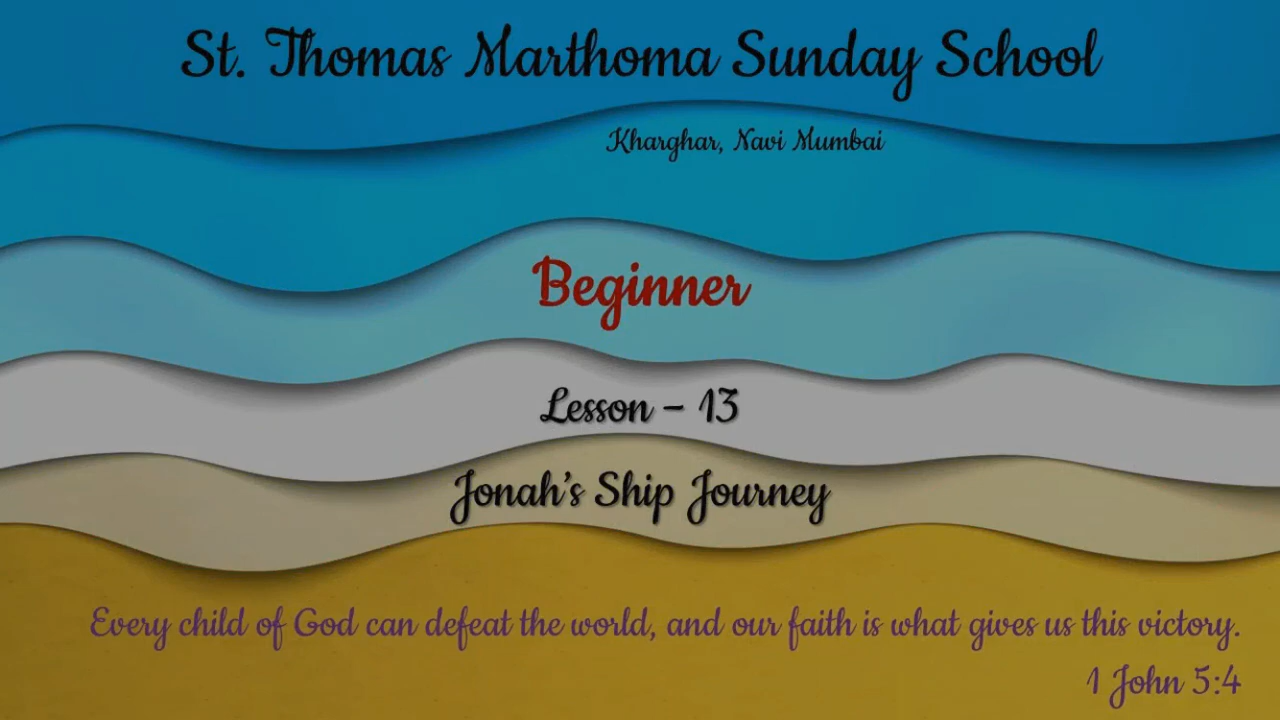 St. Thomas Marthoma Sunday School
Kharghar, Navi Mumbai
Beginner
Lesson – 13
Jonah's Ship Journey
Every child of God can defeat the world, and our faith is what gives us this victory.
1 John 5:4